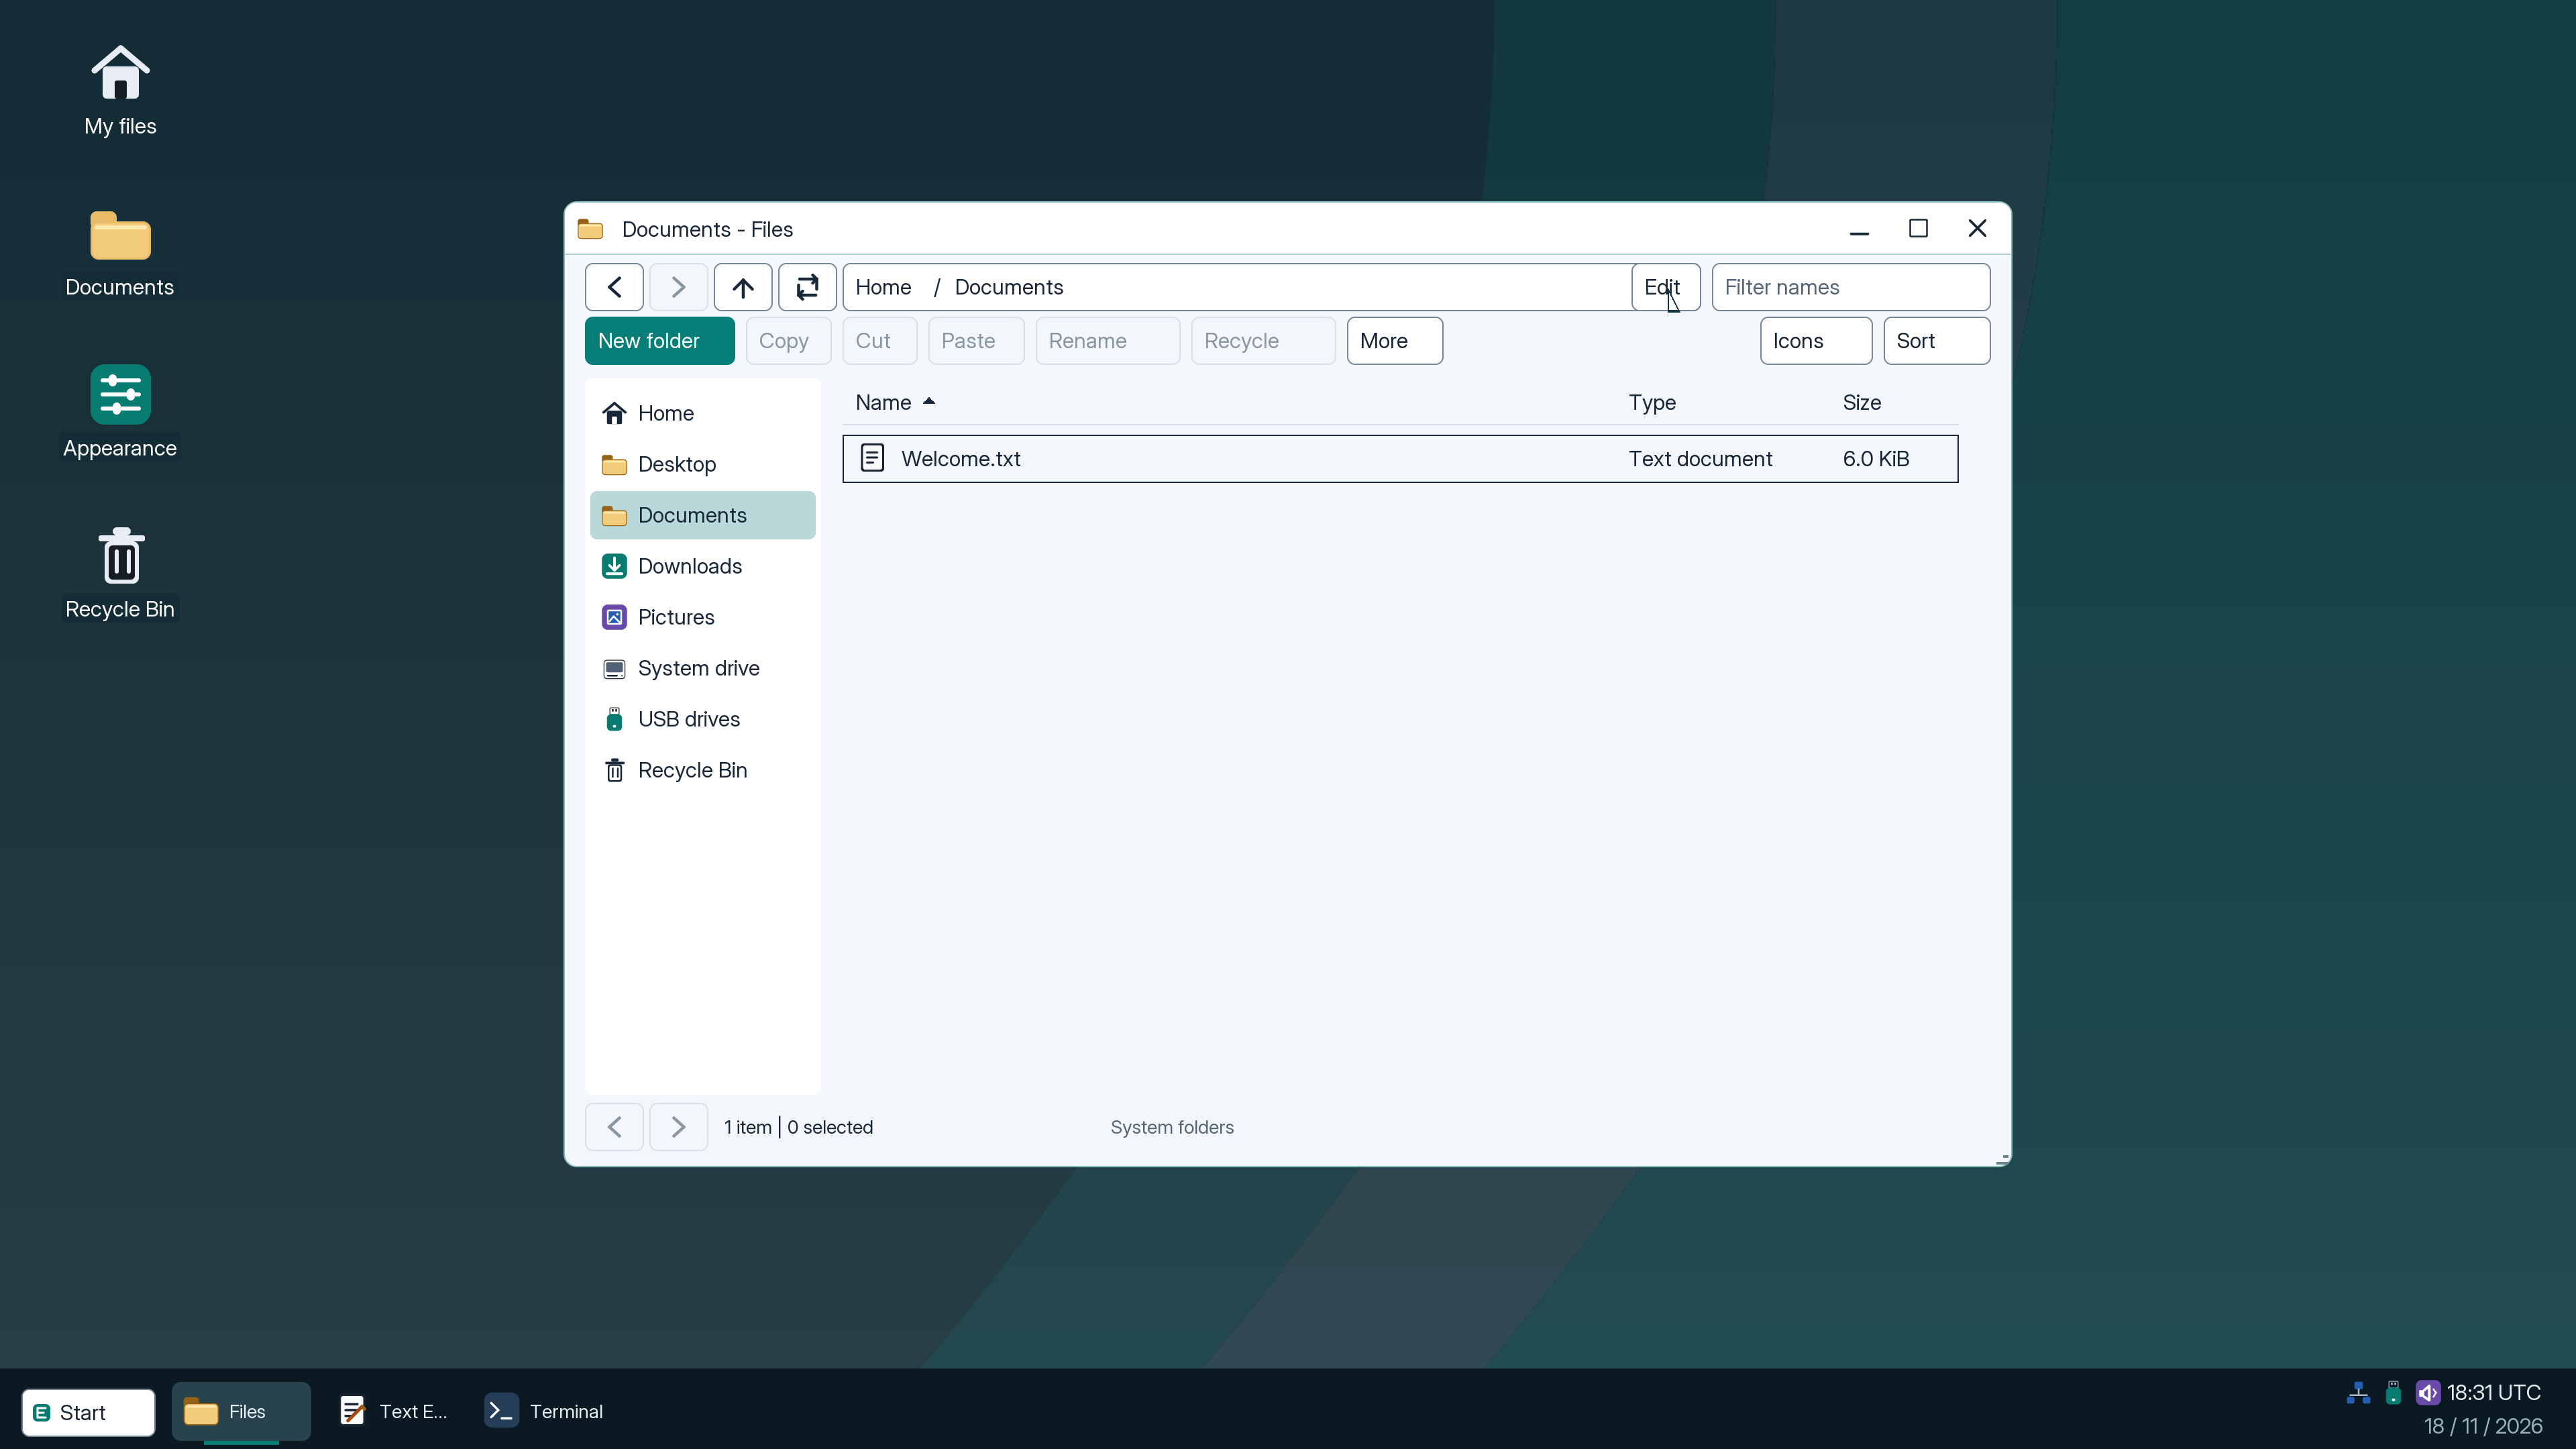 My files
Documents
Appearance
Recycle Bin
Documents - Files
Home / Documents
Edit
Filter names
New folder
Copy
Cut
Paste
Rename
Recycle
More
Icons
Sort
Home
Desktop
Documents
Downloads
Pictures
System drive
USB drives
Recycle Bin
Name
Type
Size
Welcome.txt
Text document
6.0 KiB
1 item | 0 selected
System folders
Start
Files
Text E...
Terminal
18:31 UTC
18 / 11 / 2026